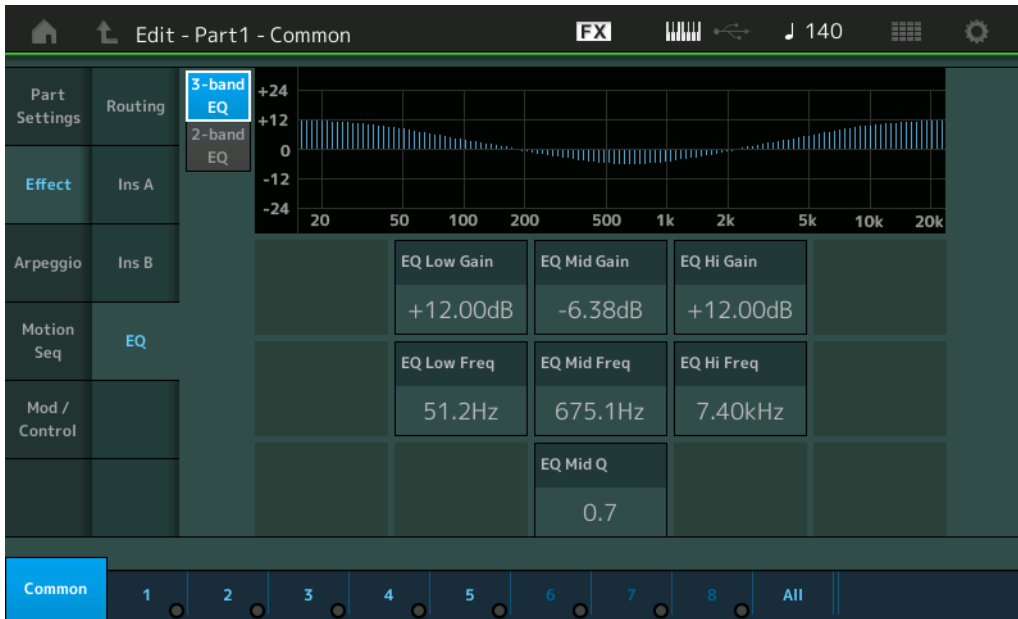 Edit - Part1 - Common
FX
♩ 140
Part
Settings
Effect
Arpeggio
Motion
Seq
Mod /
Control
Routing
Ins A
Ins B
EQ
3-band
EQ
2-band
EQ
+24
+12
0
-12
-24
20 50 100 200 500 1k 2k 5k 10k 20k
EQ Low Gain
+12.00dB
EQ Mid Gain
-6.38dB
EQ Hi Gain
+12.00dB
EQ Low Freq
51.2Hz
EQ Mid Freq
675.1Hz
EQ Hi Freq
7.40kHz
EQ Mid Q
0.7
Common 1 2 3 4 5 6 7 8 All